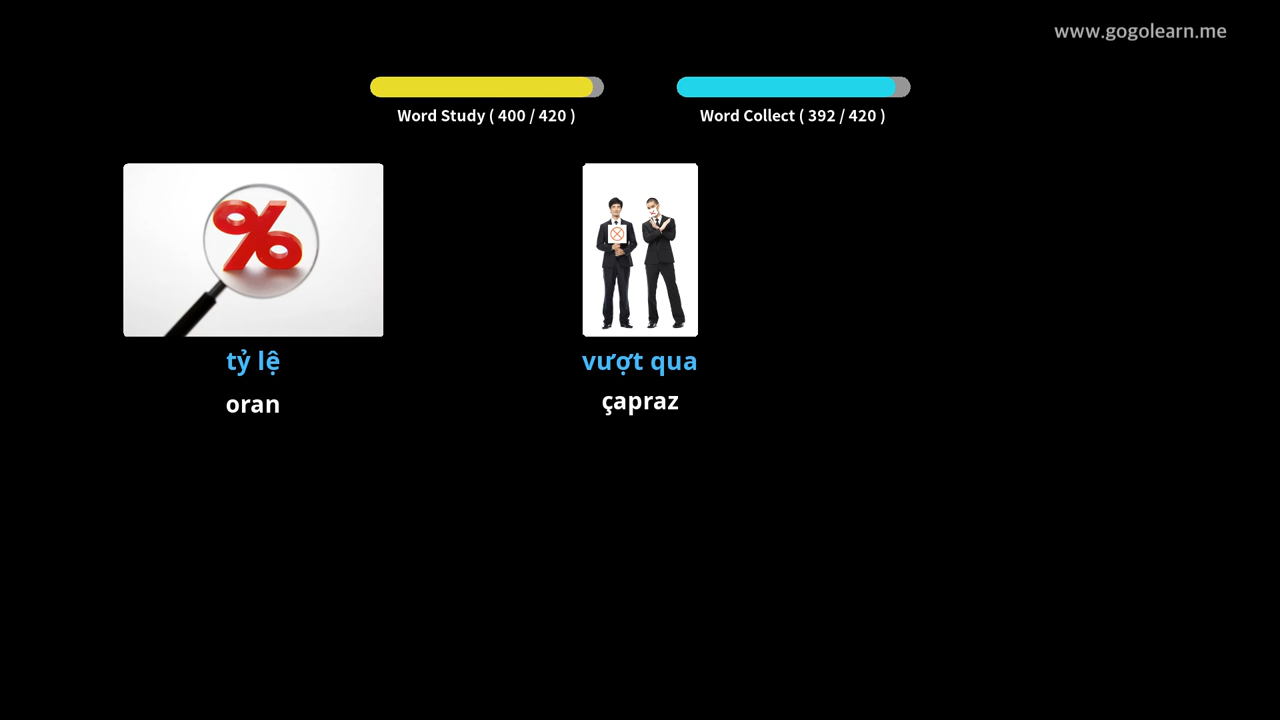 www.gogolearn.me
Word Study ( 400 / 420 )
Word Collect ( 392 / 420 )
tỷ lệ
oran
vượt qua
çapraz